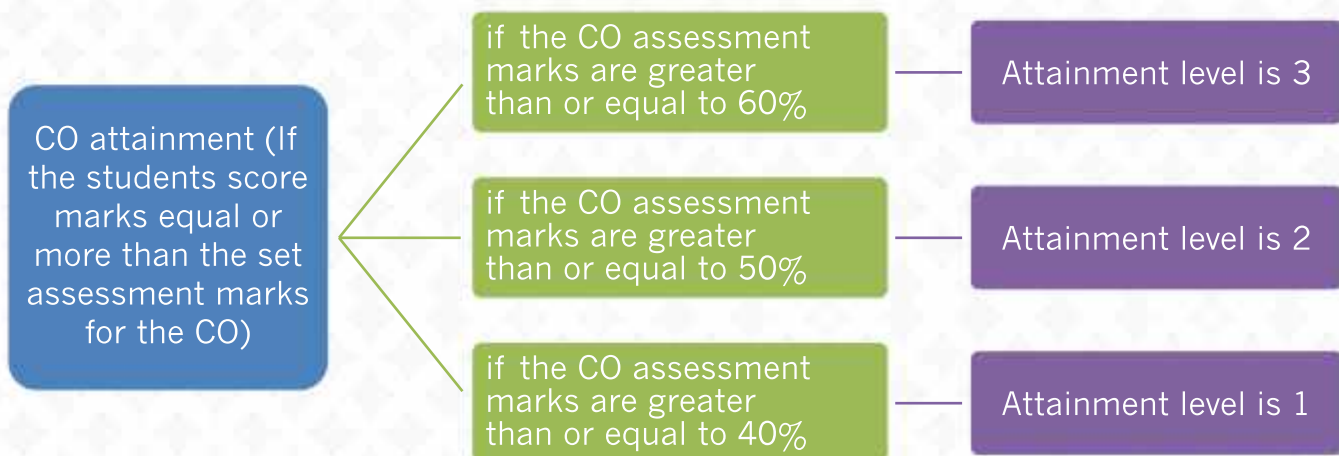 CO attainment (If
the students score
marks equal or
more than the set
assessment marks
for the CO)
if the CO assessment
marks are greater
than or equal to 60%
Attainment level is 3
if the CO assessment
marks are greater
than or equal to 50%
Attainment level is 2
if the CO assessment
marks are greater
than or equal to 40%
Attainment level is 1